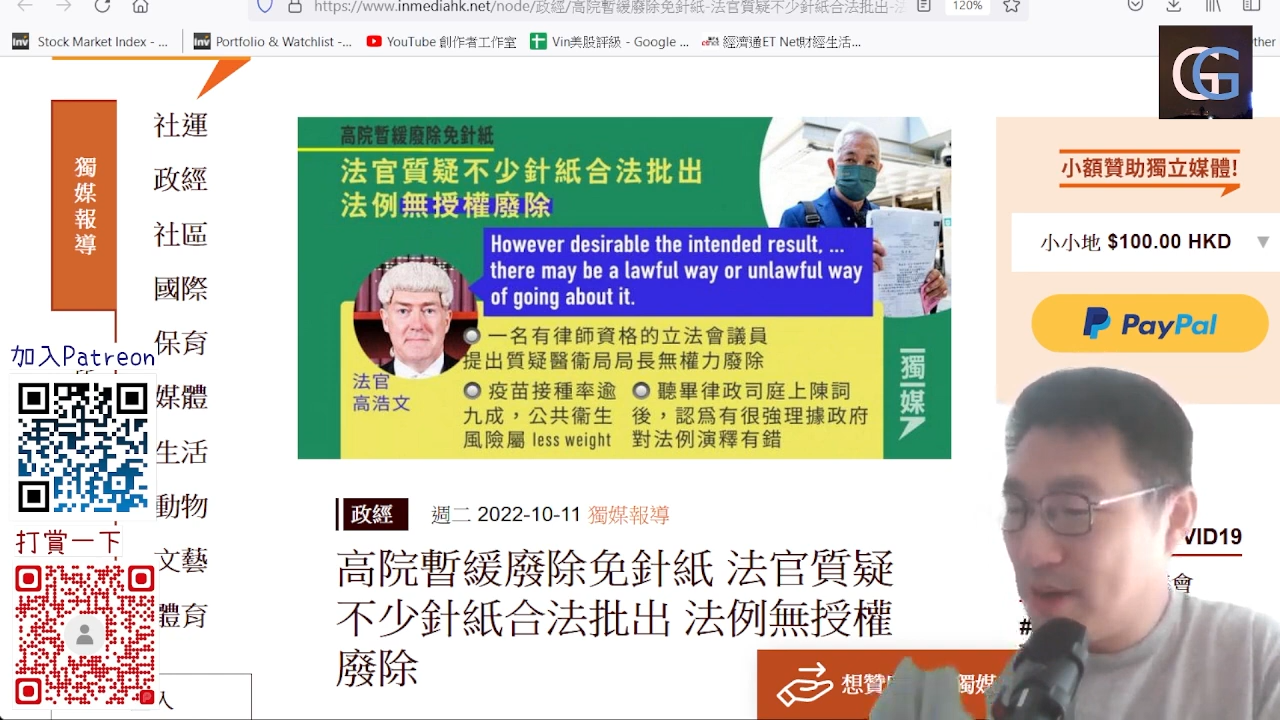 https://www.inmediahk.net/node/政經/高院暫緩廢除免針紙-法官質疑不少針紙合法批出-法
120%
Stock Market Index - ...
Portfolio & Watchlist -...
YouTube 創作者工作室
Vin美股評級 - Google ...
經濟通ET Net財經生活...
GG
獨媒報導
社運
政經
社區
國際
保育
媒體
生活
動物
文藝
體育
加入Patreon
打賞一下
高院暫緩廢除免針紙
法官質疑不少針紙合法批出
法例無授權廢除
However desirable the intended result, ...
there may be a lawful way or unlawful way
of going about it.
一名有律師資格的立法會議員
提出質疑醫衞局局長無權力廢除
法官
高浩文
疫苗接種率逾
九成，公共衞生
風險屬 less weight
聽畢律政司庭上陳詞
後，認為有很強理據政府
對法例演釋有錯
獨媒
小額贊助獨立媒體!
小小地 $100.00 HKD
PayPal
VID19
政經
週二 2022-10-11 獨媒報導
高院暫緩廢除免針紙 法官質疑
不少針紙合法批出 法例無授權
廢除
想贊
獨媒